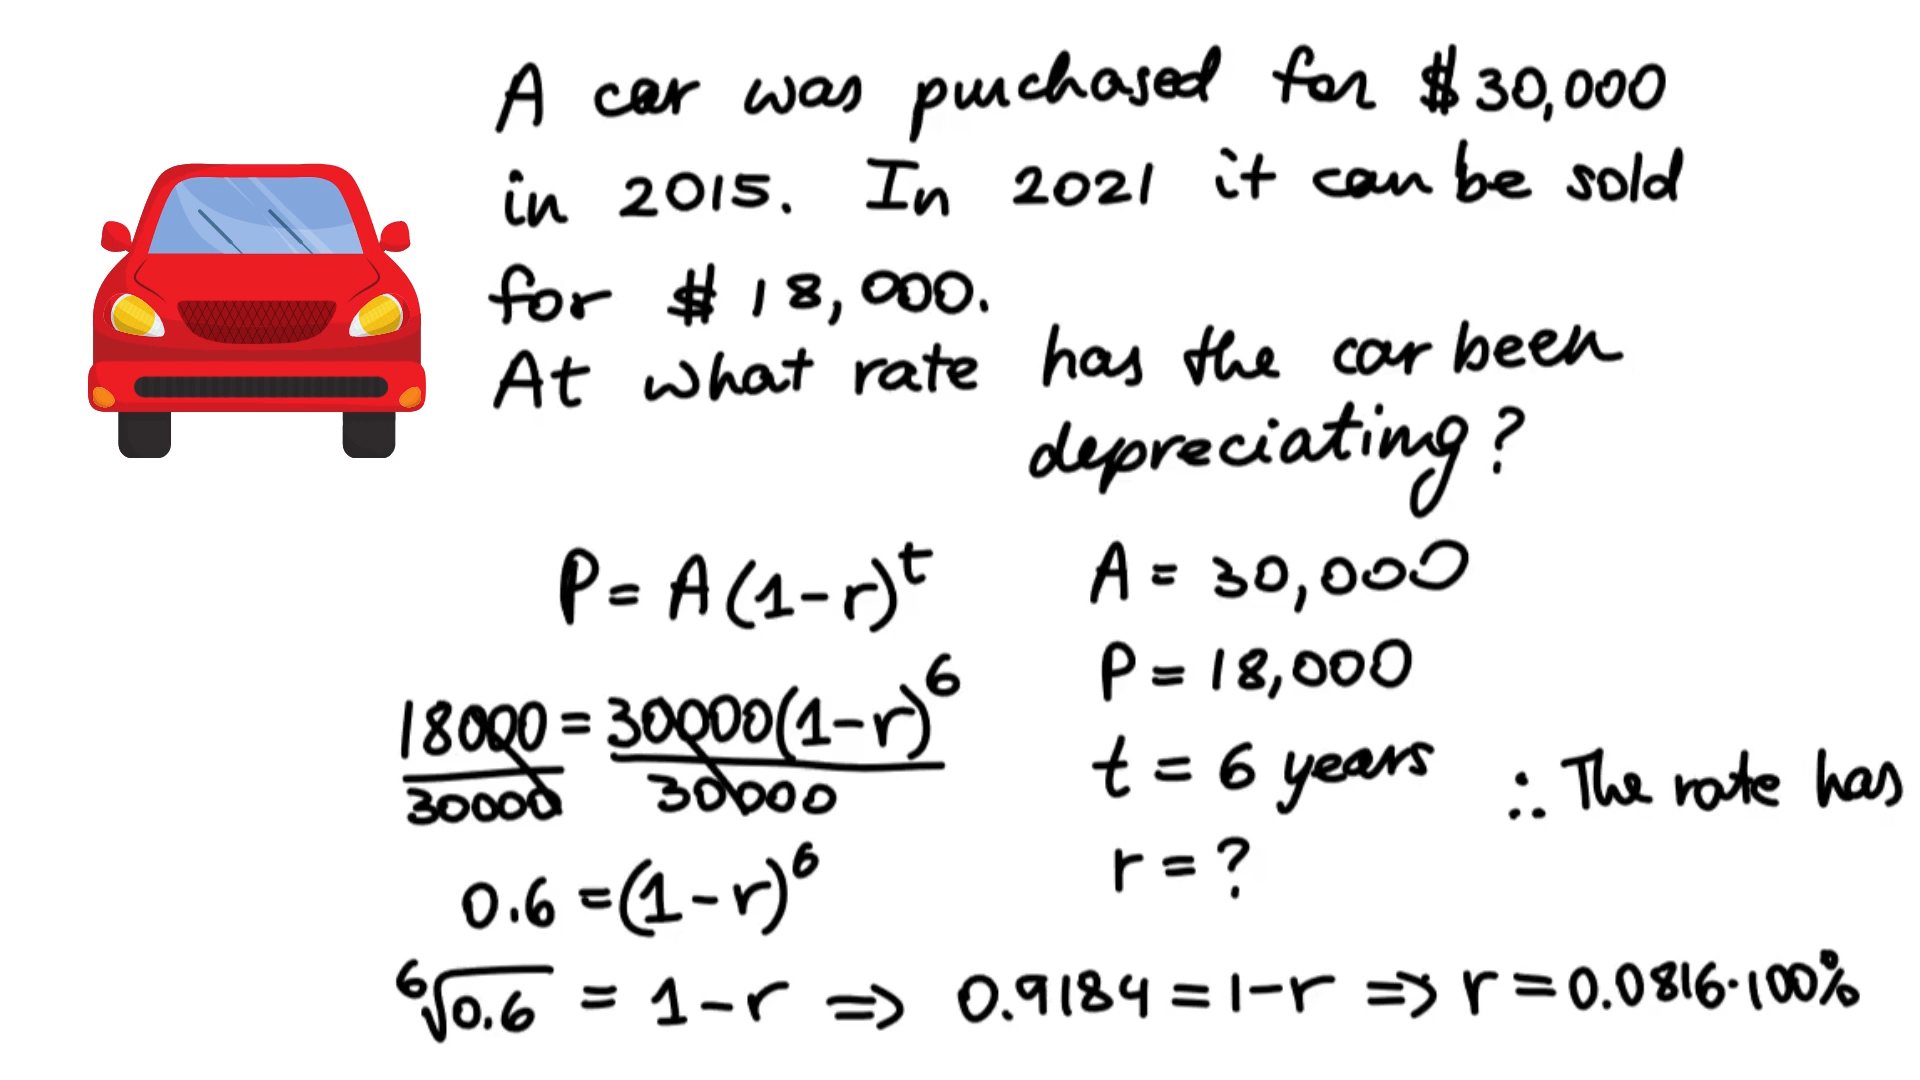 A car was purchased for $30,000
in 2015. In 2021 it can be sold
for $18,000.
At what rate has the car been
depreciating?
P = A(1-r)^t
18000/30000 = 30000(1-r)^6/30000
0.6 = (1-r)^6
⁶√0.6 = 1-r ⇒ 0.9184 = 1-r ⇒ r = 0.0816·100%
A = 30,000
P = 18,000
t = 6 years
r = ?
∴ The rate has